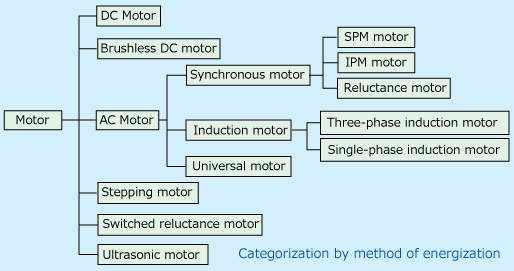 DC Motor
Brushless DC motor
SPM motor
IPM motor
Synchronous motor
Reluctance motor
Motor
AC Motor
Induction motor
Three-phase induction motor
Single-phase induction motor
Universal motor
Stepping motor
Switched reluctance motor
Ultrasonic motor
Categorization by method of energization